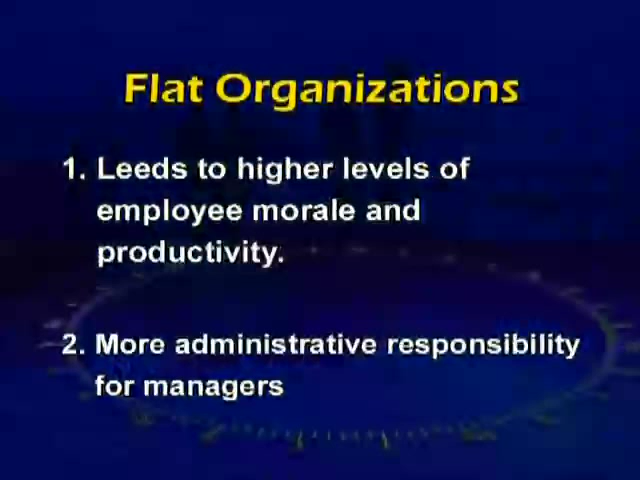 Flat Organizations
1. Leeds to higher levels of
employee morale and
productivity.
2. More administrative responsibility
for managers